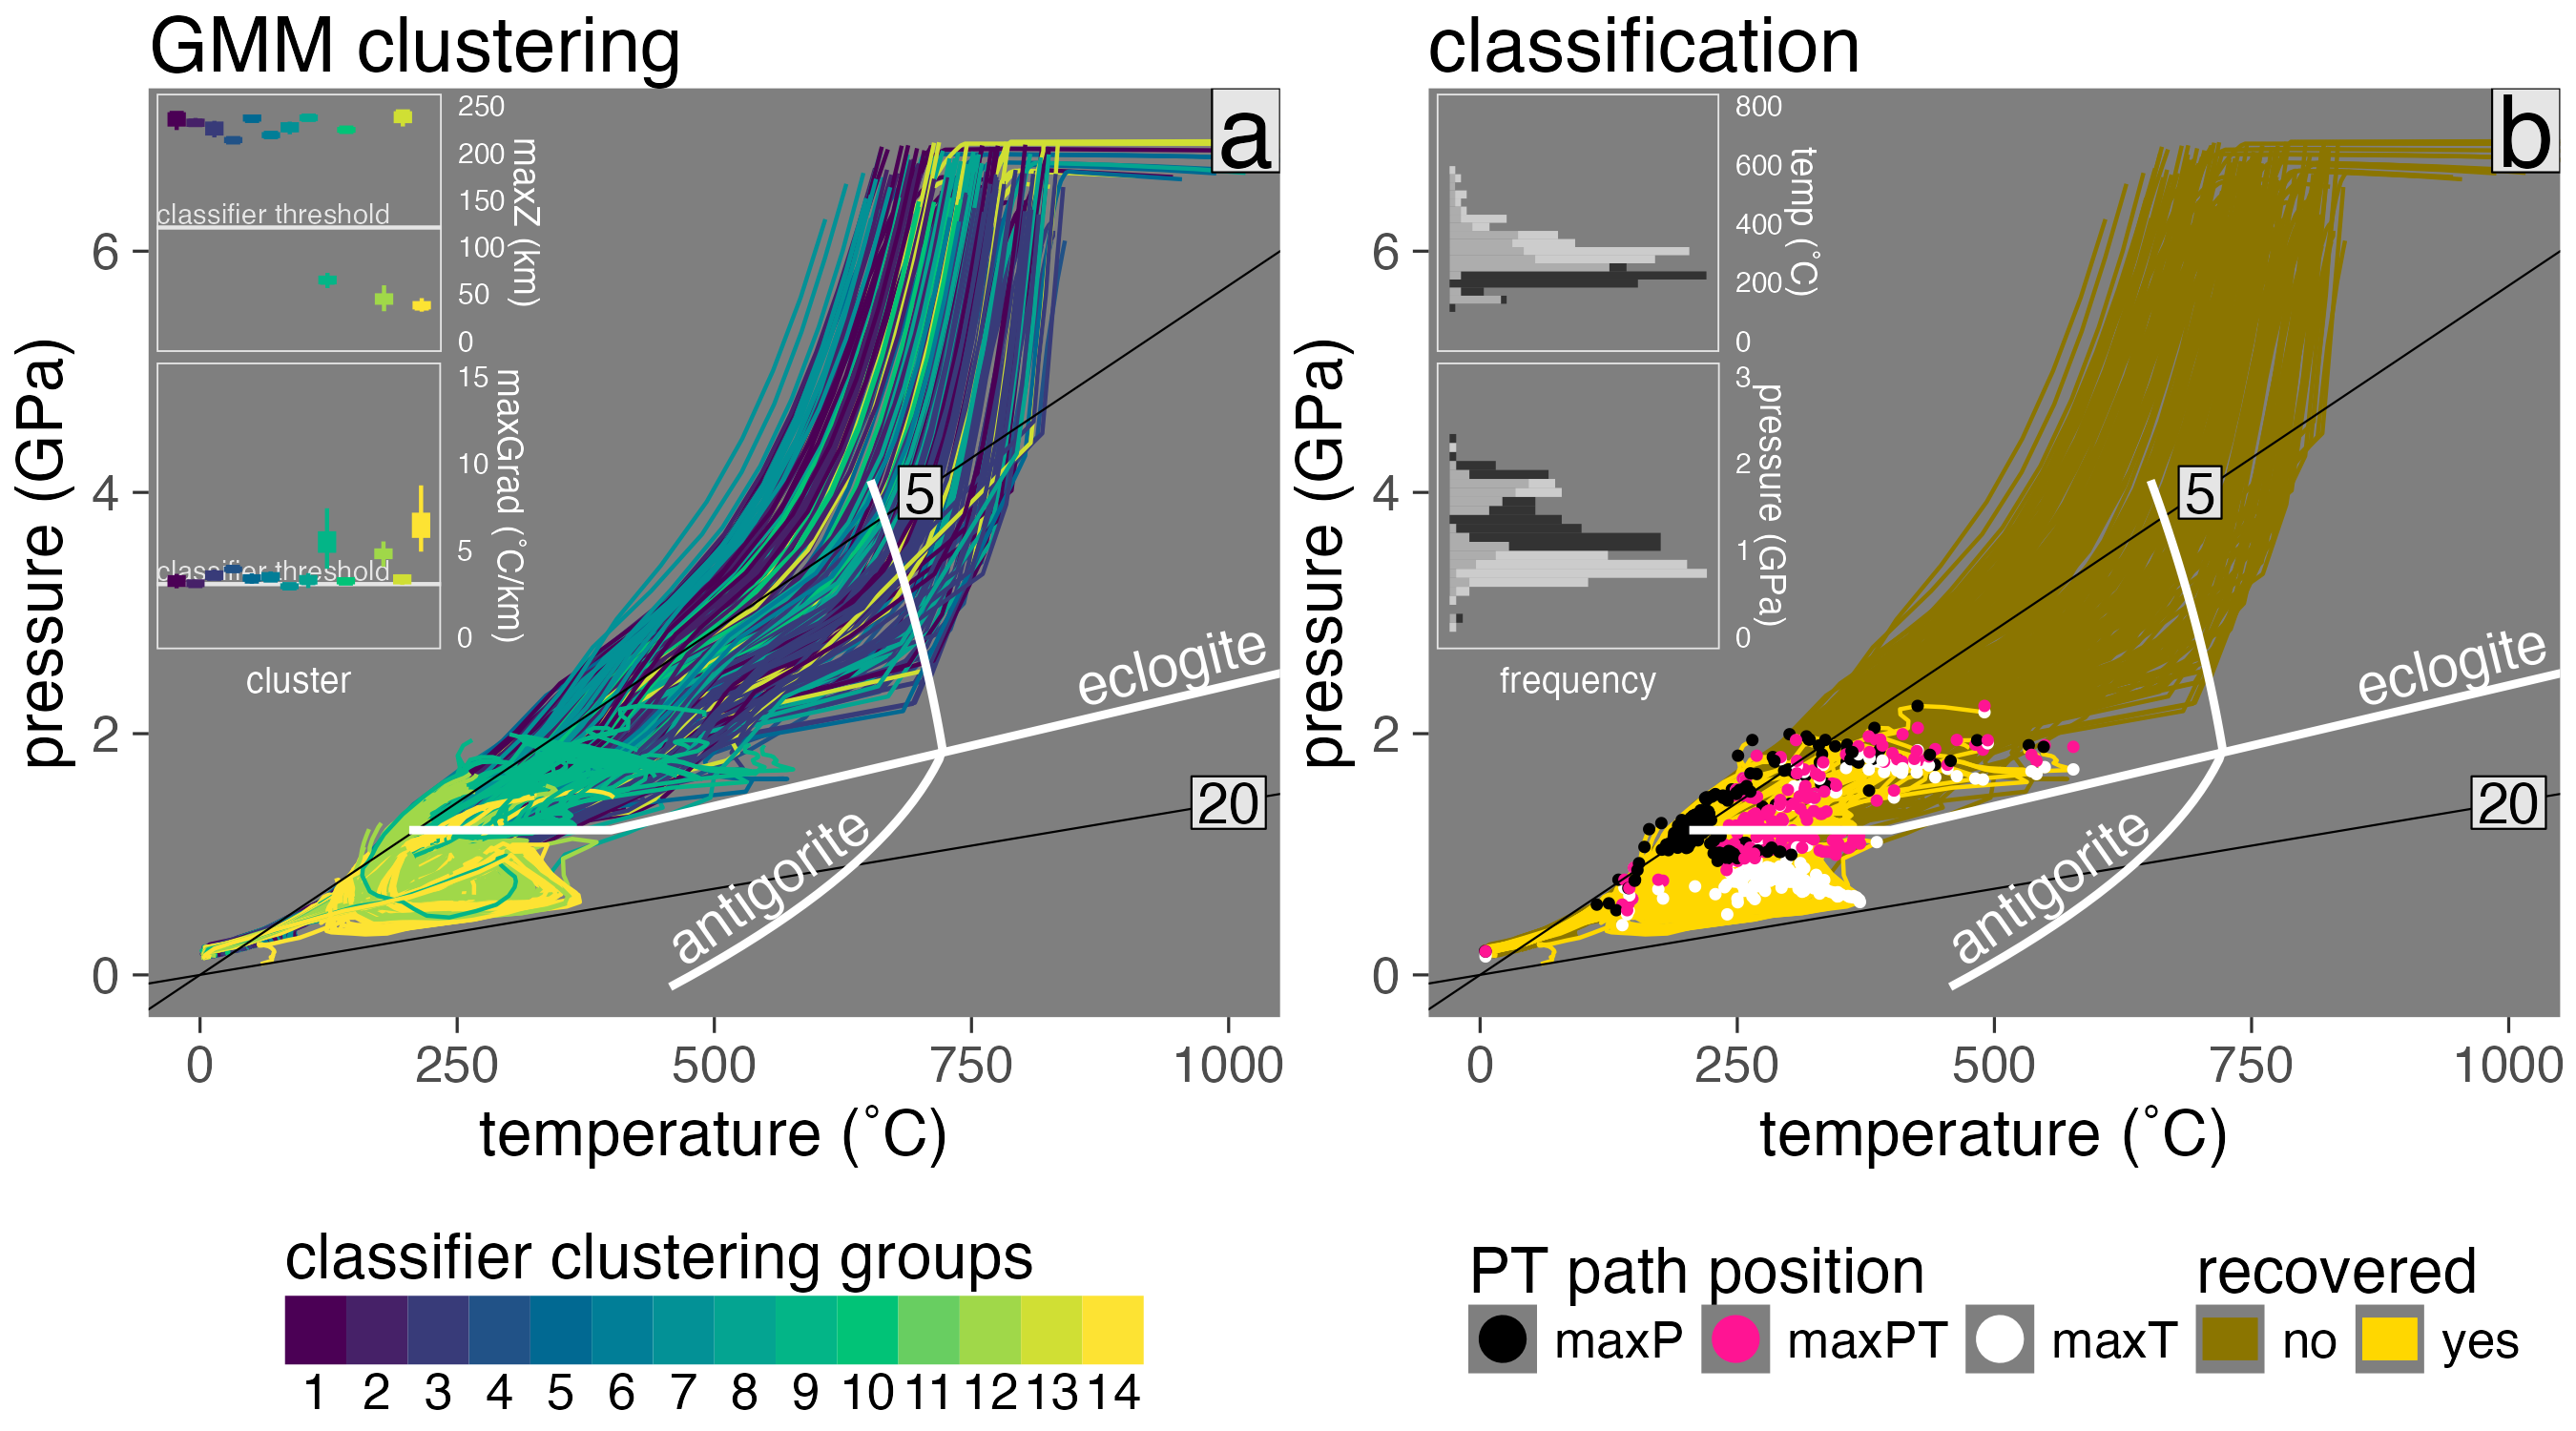 GMM clustering
a
250
200
150
100
50
0
maxZ (km)
classifier threshold
15
10
5
0
maxGrad (˚C/km)
classifier threshold
cluster
6
4
2
0
pressure (GPa)
5
eclogite
20
antigorite
0 250 500 750 1000
temperature (˚C)
classifier clustering groups
1 2 3 4 5 6 7 8 9 10 11 12 13 14
classification
b
800
600
400
200
0
temp (˚C)
3
2
1
0
pressure (GPa)
frequency
6
4
2
0
pressure (GPa)
5
eclogite
20
antigorite
0 250 500 750 1000
temperature (˚C)
PT path position
maxP maxPT maxT
recovered
no yes